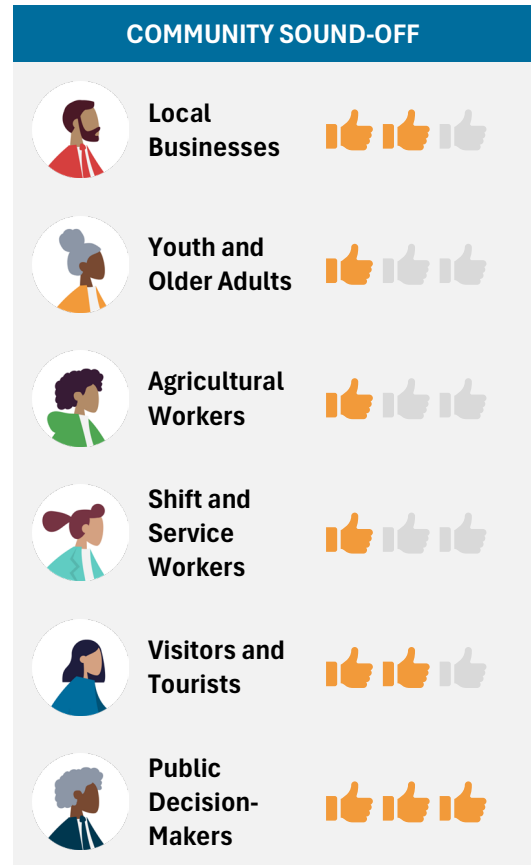 COMMUNITY SOUND-OFF
Local
Businesses
Youth and
Older Adults
Agricultural
Workers
Shift and
Service
Workers
Visitors and
Tourists
Public
Decision-
Makers